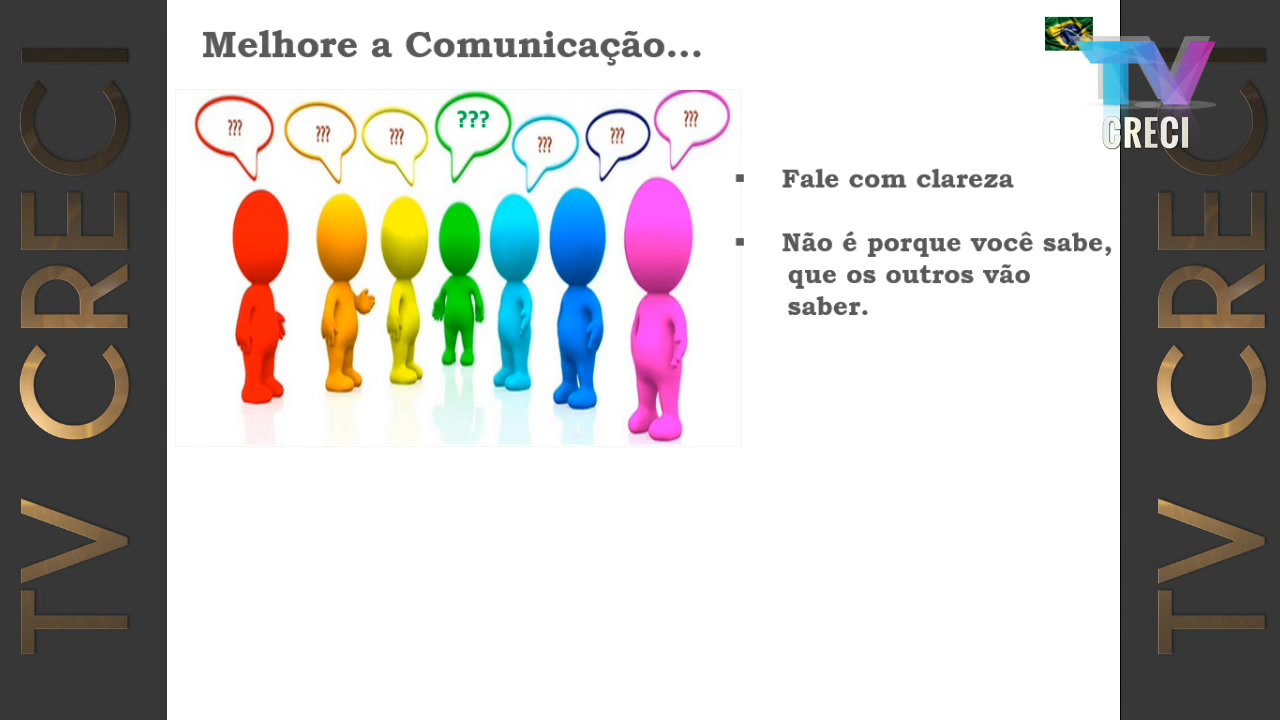 Melhore a Comunicação...
TV
CRECI
???
???
???
???
???
???
???
▪ Fale com clareza
▪ Não é porque você sabe,
que os outros vão
saber.
TV CRECI
TV CRECI